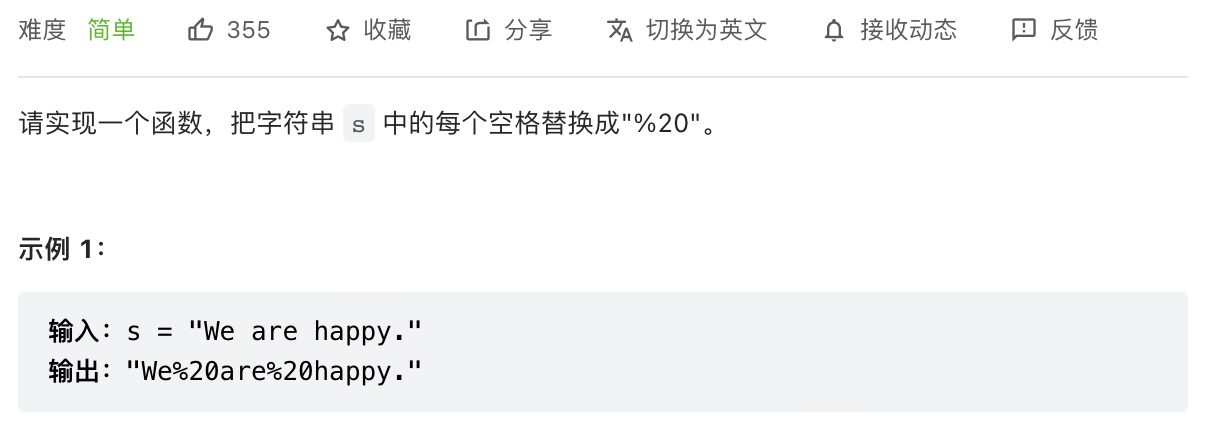 难度 简单 355 收藏 分享 切换为英文 接收动态 反馈
请实现一个函数，把字符串 s 中的每个空格替换成"%20"。
示例 1：
输入：s = "We are happy."
输出："We%20are%20happy."